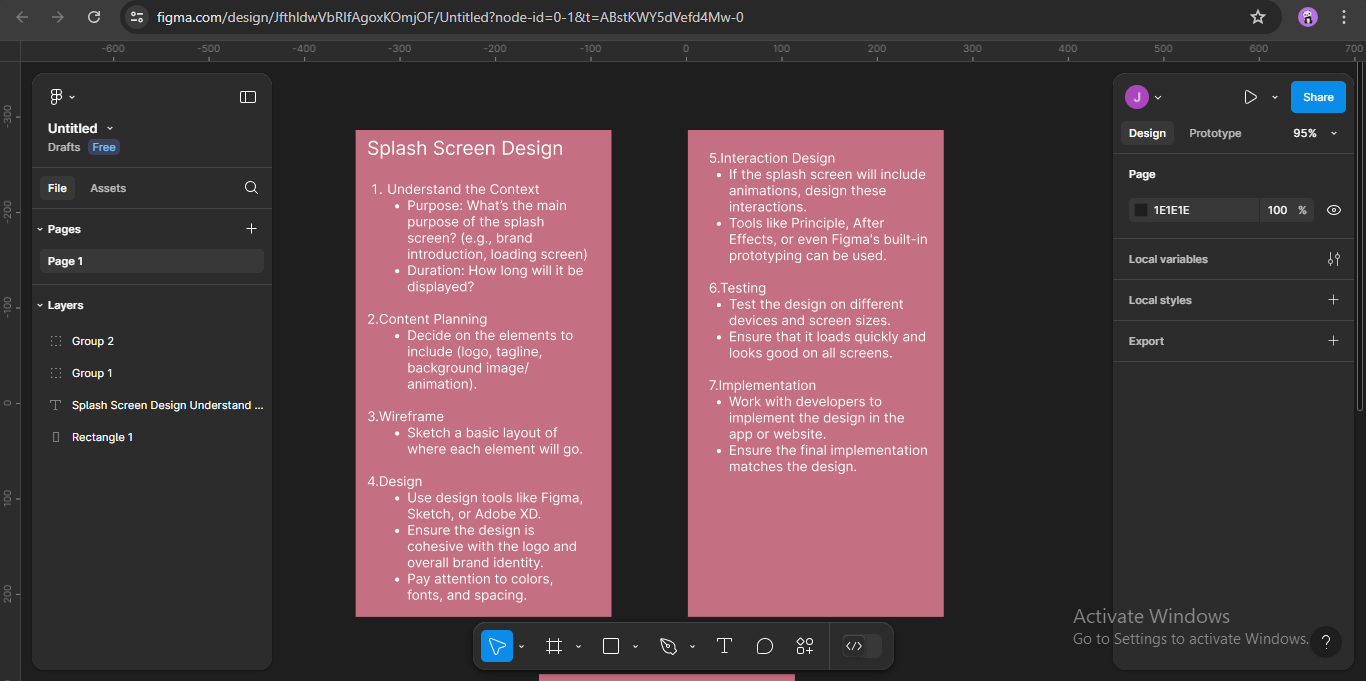 figma.com/design/JfthIdwVbRlfAgoxKOmjOF/Untitled?node-id=0-1&t=ABstKWY5dVefd4Mw-0
-600 -500 -400 -300 -200 -100 0 100 200 300 400 500 600 700
-300
-200
-100
0
100
200
Untitled
Drafts Free
File Assets
Pages
Page 1
Layers
Group 2
Group 1
Splash Screen Design Understand ...
Rectangle 1
Splash Screen Design
1. Understand the Context
• Purpose: What's the main
purpose of the splash
screen? (e.g., brand
introduction, loading screen)
• Duration: How long will it be
displayed?
2.Content Planning
• Decide on the elements to
include (logo, tagline,
background image/
animation).
3.Wireframe
• Sketch a basic layout of
where each element will go.
4.Design
• Use design tools like Figma,
Sketch, or Adobe XD.
• Ensure the design is
cohesive with the logo and
overall brand identity.
• Pay attention to colors,
fonts, and spacing.
5.Interaction Design
• If the splash screen will include
animations, design these
interactions.
• Tools like Principle, After
Effects, or even Figma's built-in
prototyping can be used.
6.Testing
• Test the design on different
devices and screen sizes.
• Ensure that it loads quickly and
looks good on all screens.
7.Implementation
• Work with developers to
implement the design in the
app or website.
• Ensure the final implementation
matches the design.
J
Share
Design Prototype 95%
Page
1E1E1E 100 %
Local variables
Local styles
Export
Activate Windows
Go to Settings to activate Windows.
?